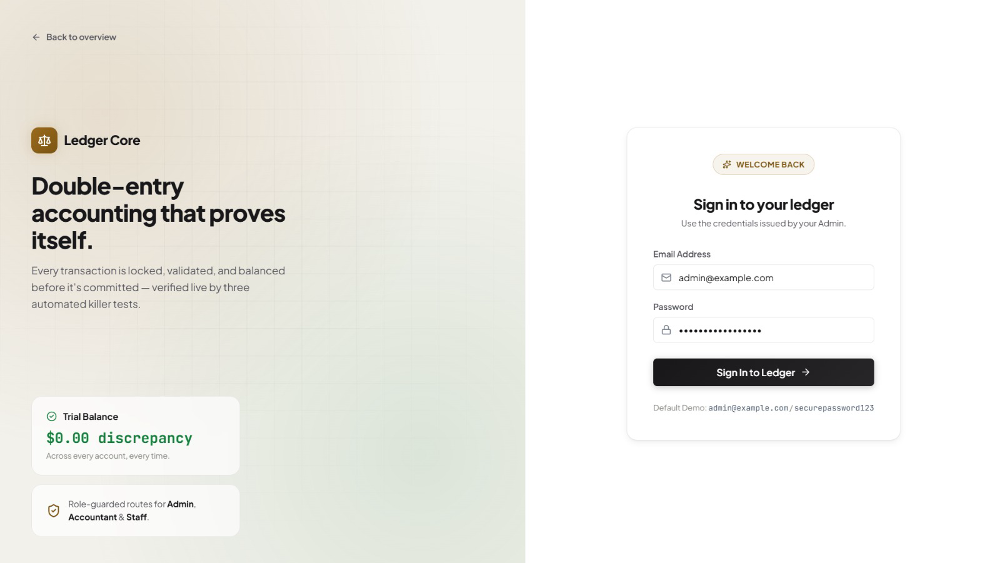 Back to overview
Ledger Core
Double-entry
accounting that proves
itself.
Every transaction is locked, validated, and balanced
before it's committed — verified live by three
automated killer tests.
Trial Balance
$0.00 discrepancy
Across every account, every time.
Role-guarded routes for Admin,
Accountant & Staff.
WELCOME BACK
Sign in to your ledger
Use the credentials issued by your Admin.
Email Address
admin@example.com
Password
•••••••••••••••••
Sign In to Ledger
Default Demo: admin@example.com / securepassword123